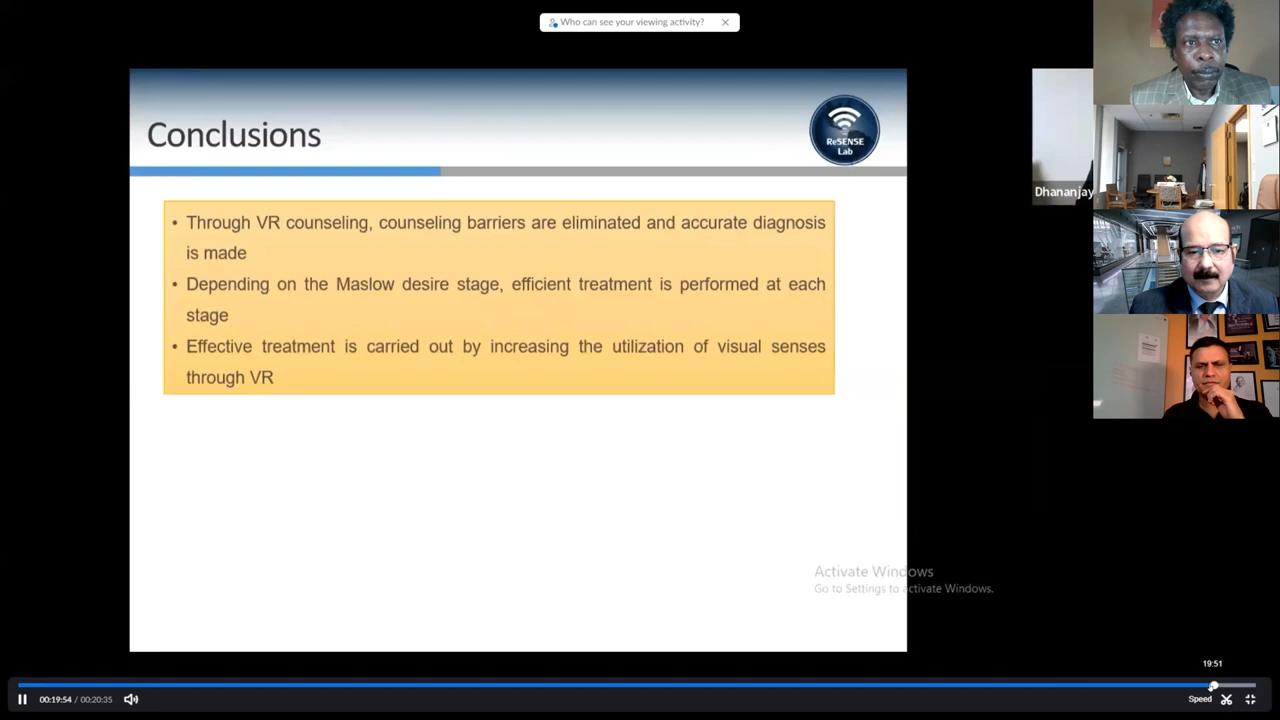 Who can see your viewing activity?
Conclusions
ReSENSE
Lab
Dhananjay
• Through VR counseling, counseling barriers are eliminated and accurate diagnosis
is made
• Depending on the Maslow desire stage, efficient treatment is performed at each
stage
• Effective treatment is carried out by increasing the utilization of visual senses
through VR
Activate Windows
Go to Settings to activate Windows.
19:51
00:19:54 / 00:20:35
Speed